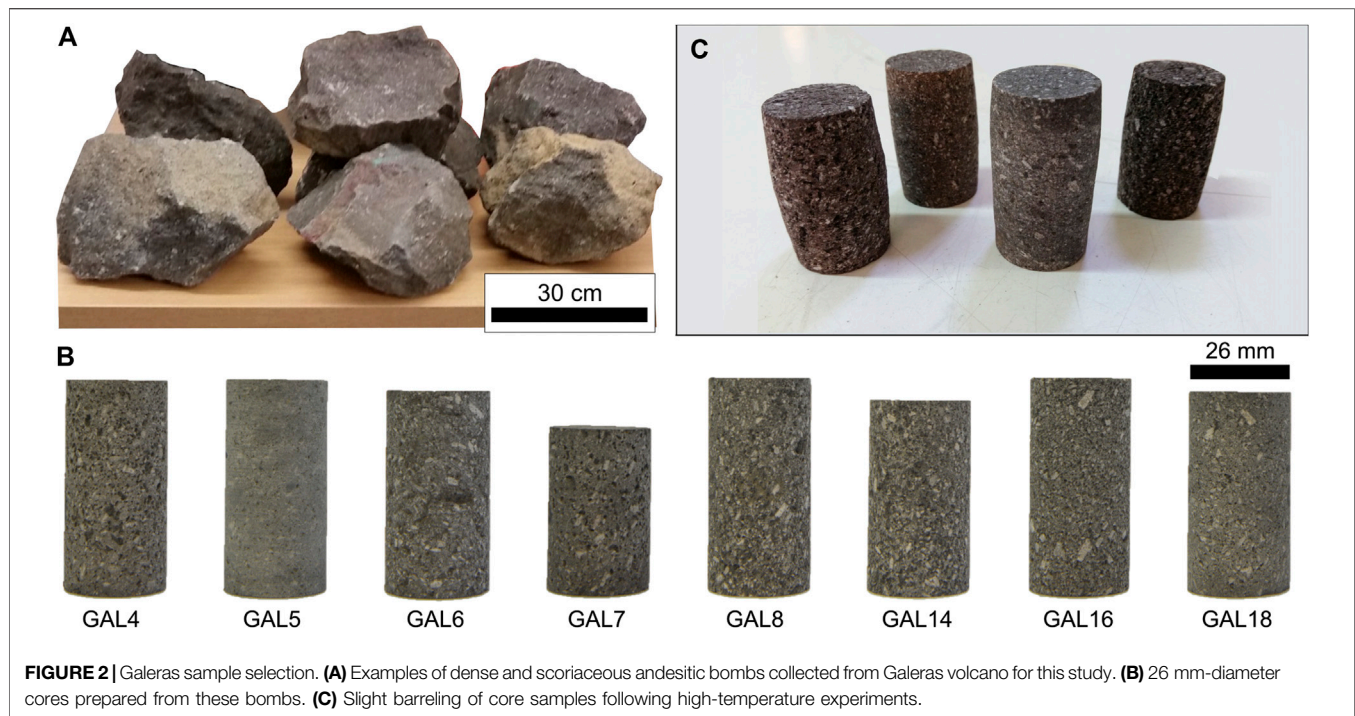 A
C
30 cm
B
26 mm
GAL4 GAL5 GAL6 GAL7 GAL8 GAL14 GAL16 GAL18
FIGURE 2 | Galeras sample selection. (A) Examples of dense and scoriaceous andesitic bombs collected from Galeras volcano for this study. (B) 26 mm-diameter
cores prepared from these bombs. (C) Slight barreling of core samples following high-temperature experiments.